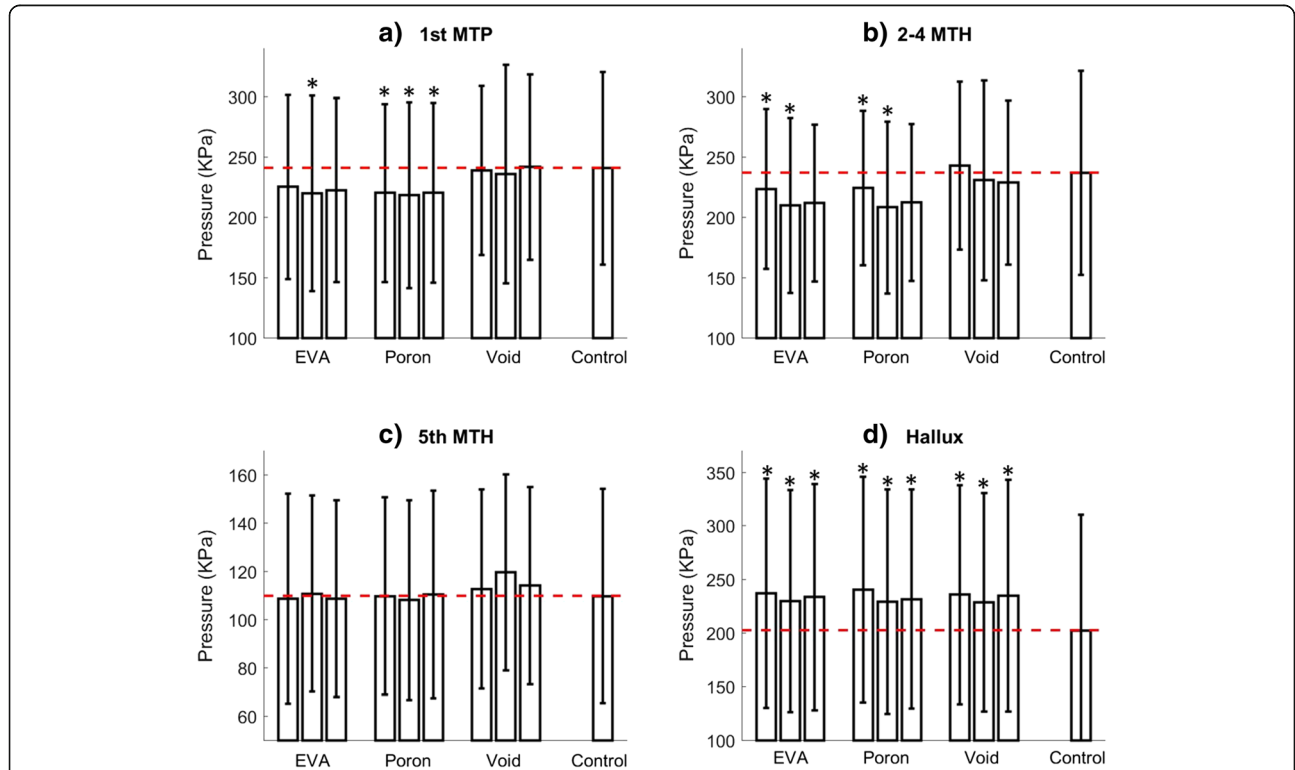 a) 1st MTP
Pressure (KPa)
300
250
200
150
100
*
* * *
EVA Poron Void Control
b) 2-4 MTH
Pressure (KPa)
300
250
200
150
100
* *
* *
EVA Poron Void Control
c) 5th MTH
Pressure (KPa)
160
140
120
100
80
60
EVA Poron Void Control
d) Hallux
Pressure (KPa)
350
300
250
200
150
100
* * *
* * *
* * *
EVA Poron Void Control